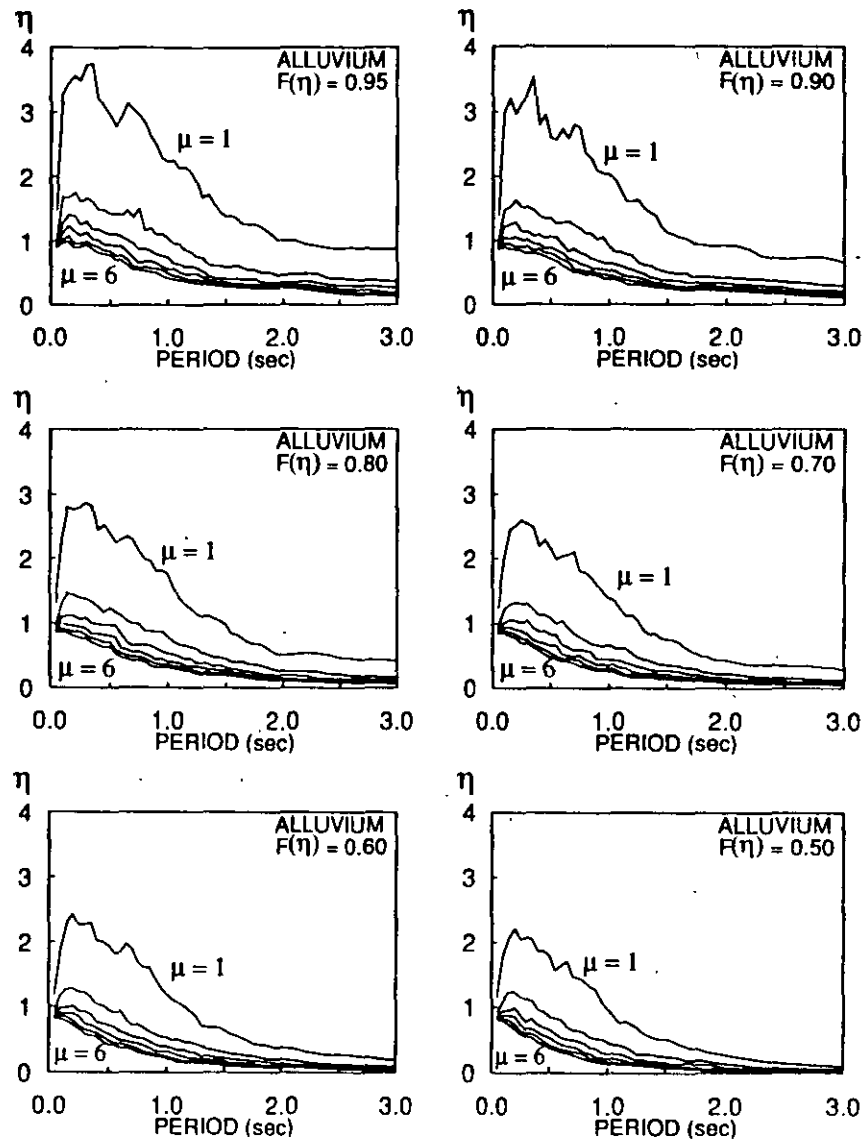 η
4
3
2
1
0
0.0 1.0 2.0 3.0
PERIOD (sec)
ALLUVIUM
F(η) = 0.95
μ = 1
μ = 6
η
4
3
2
1
0
0.0 1.0 2.0 3.0
PERIOD (sec)
ALLUVIUM
F(η) = 0.90
μ = 1
μ = 6
η
4
3
2
1
0
0.0 1.0 2.0 3.0
PERIOD (sec)
ALLUVIUM
F(η) = 0.80
μ = 1
μ = 6
η
4
3
2
1
0
0.0 1.0 2.0 3.0
PERIOD (sec)
ALLUVIUM
F(η) = 0.70
μ = 1
μ = 6
η
4
3
2
1
0
0.0 1.0 2.0 3.0
PERIOD (sec)
ALLUVIUM
F(η) = 0.60
μ = 1
μ = 6
η
4
3
2
1
0
0.0 1.0 2.0 3.0
PERIOD (sec)
ALLUVIUM
F(η) = 0.50
μ = 1
μ = 6